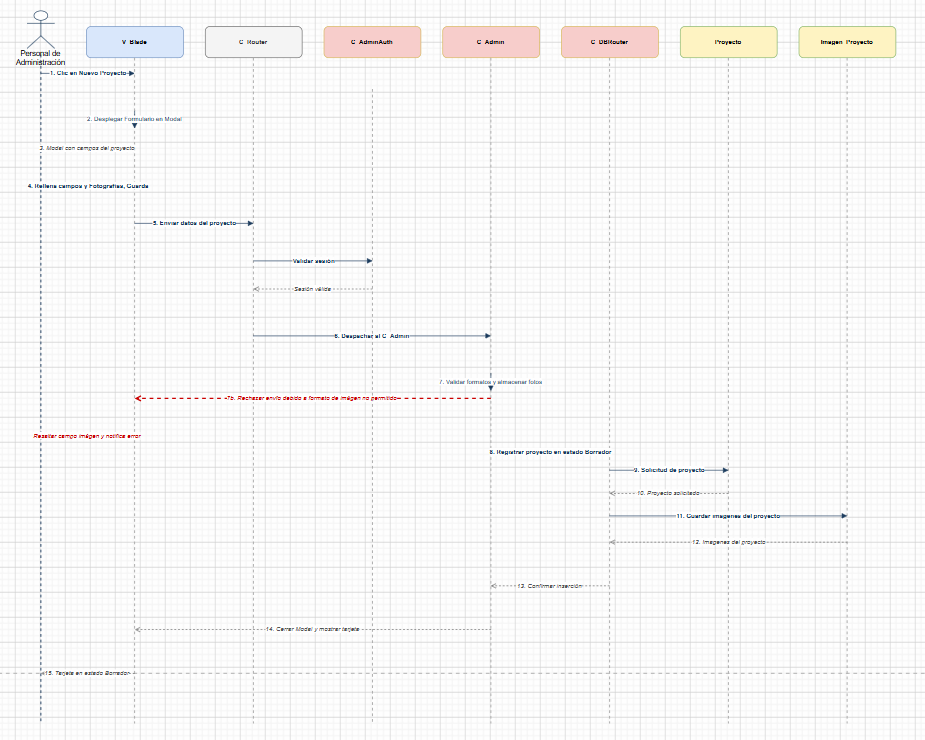 V_Blade
C_Router
C_AdminAuth
C_Admin
C_DBRouter
Proyecto
Imagen_Proyecto
Personal de
Administración
1. Clic en Nuevo Proyecto
2. Desplegar Formulario en Modal
3. Modal con campos del proyecto
4. Rellena campos y Fotografías, Guarda
5. Enviar datos del proyecto
Validar sesión
Sesión válida
6. Despachar al C_Admin
7. Validar formatos y almacenar fotos
7b. Rechazar envío debido a formato de imágen no permitido
Resaltar campo imágen y notifica error
8. Registrar proyecto en estado Borrador
9. Solicitud de proyecto
10. Proyecto solicitado
11. Guardar imagenes del proyecto
12. Imagenes del proyecto
13. Confirmar inserción
14. Cerrar Modal y mostrar tarjeta
15. Tarjeta en estado Borrador